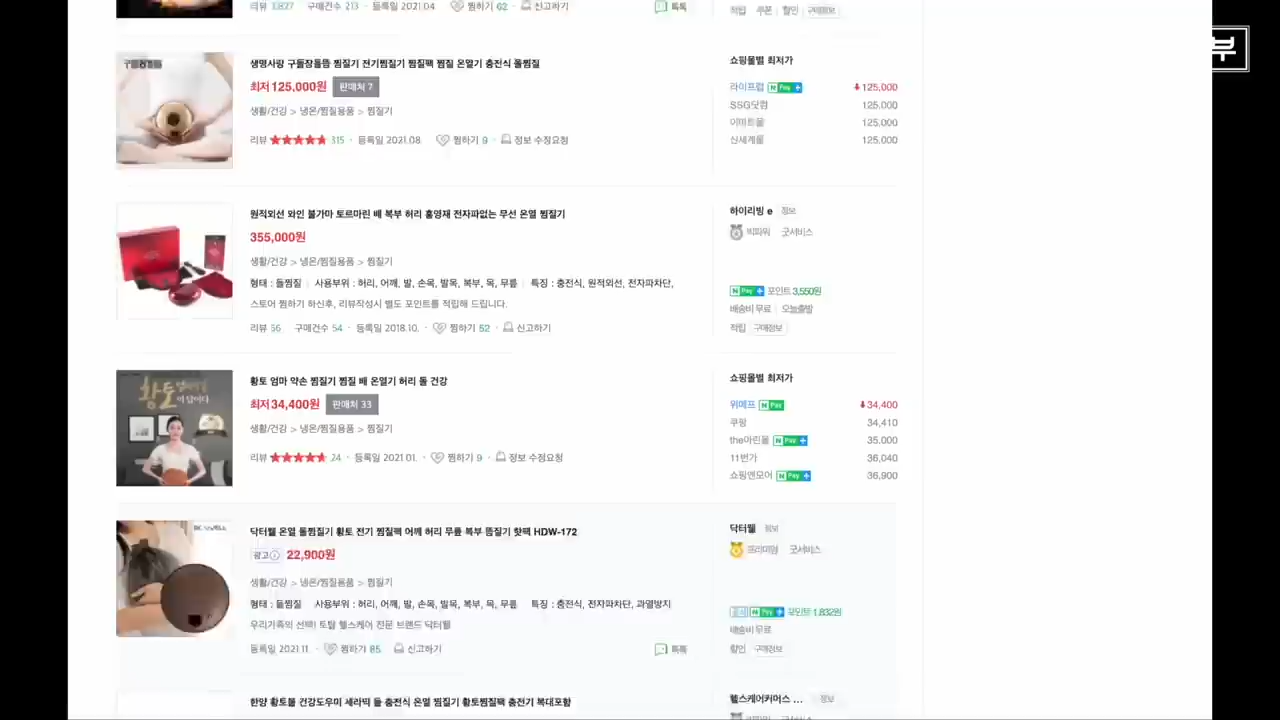 리뷰 1,827 구매건수 213 · 등록일 2021.04 찜하기 62 · 신고하기
톡톡
적립 쿠폰 할인 구매정보
부
생명사랑 구들장들뜸 찜질기 전기찜질기 찜질팩 찜질 온열기 충전식 돌찜질
최저 125,000원 판매처 7
생활/건강 > 냉온/찜질용품 > 찜질기
리뷰 ★★★★★ 315 · 등록일 2021.08 찜하기 9 · 정보 수정요청
쇼핑몰별 최저가
라이프럽 N Pay + 125,000
SSG닷컴 125,000
이마트몰 125,000
신세계몰 125,000
원적외선 와인 불가마 토르마린 배 복부 허리 홍영재 전자파없는 무선 온열 찜질기
355,000원
생활/건강 > 냉온/찜질용품 > 찜질기
형태 : 돌찜질 사용부위 : 허리, 어깨, 발, 손목, 발목, 복부, 목, 무릎 특징 : 충전식, 원적외선, 전자파차단,
스토어 찜하기 하신후, 리뷰작성시 별도 포인트를 적립해 드립니다.
리뷰 56 구매건수 54 · 등록일 2018.10. · 찜하기 52 · 신고하기
하이리빙 e 정보
빅파워 굿서비스
N Pay + 포인트 3,550원
배송비 무료 오늘출발
적립 구매정보
황토 엄마 약손 찜질기 찜질 배 온열기 허리 돌 건강
최저 34,400원 판매처 33
생활/건강 > 냉온/찜질용품 > 찜질기
리뷰 ★★★★★ 24 · 등록일 2021.01. · 찜하기 9 · 정보 수정요청
황토
이 답이다
쇼핑몰별 최저가
위메프 N Pay 34,400
쿠팡 34,410
the아린몰 N Pay + 35,000
11번가 36,040
쇼핑앤모어 N Pay + 36,900
닥터웰 온열 돌찜질기 황토 전기 찜질팩 어깨 허리 무릎 복부 뜸질기 핫팩 HDW-172
광고 22,900원
생활/건강 > 냉온/찜질용품 > 찜질기
형태 : 돌찜질 사용부위 : 허리, 어깨, 발, 손목, 발목, 복부, 목, 무릎 특징 : 충전식, 전자파차단, 과열방지
우리가족의 선택! 토탈 헬스케어 전문 브랜드 닥터웰
등록일 2021.11. · 찜하기 85 신고하기
톡톡
닥터웰 정보
프리미엄 굿서비스
N Pay + 포인트 1,832원
배송비 무료
할인 구매정보
한양 황토볼 건강도우미 세라믹 돌 충전식 온열 찜질기 황토찜질팩 충전기 복대포함
헬스케어커머스 ... 정보